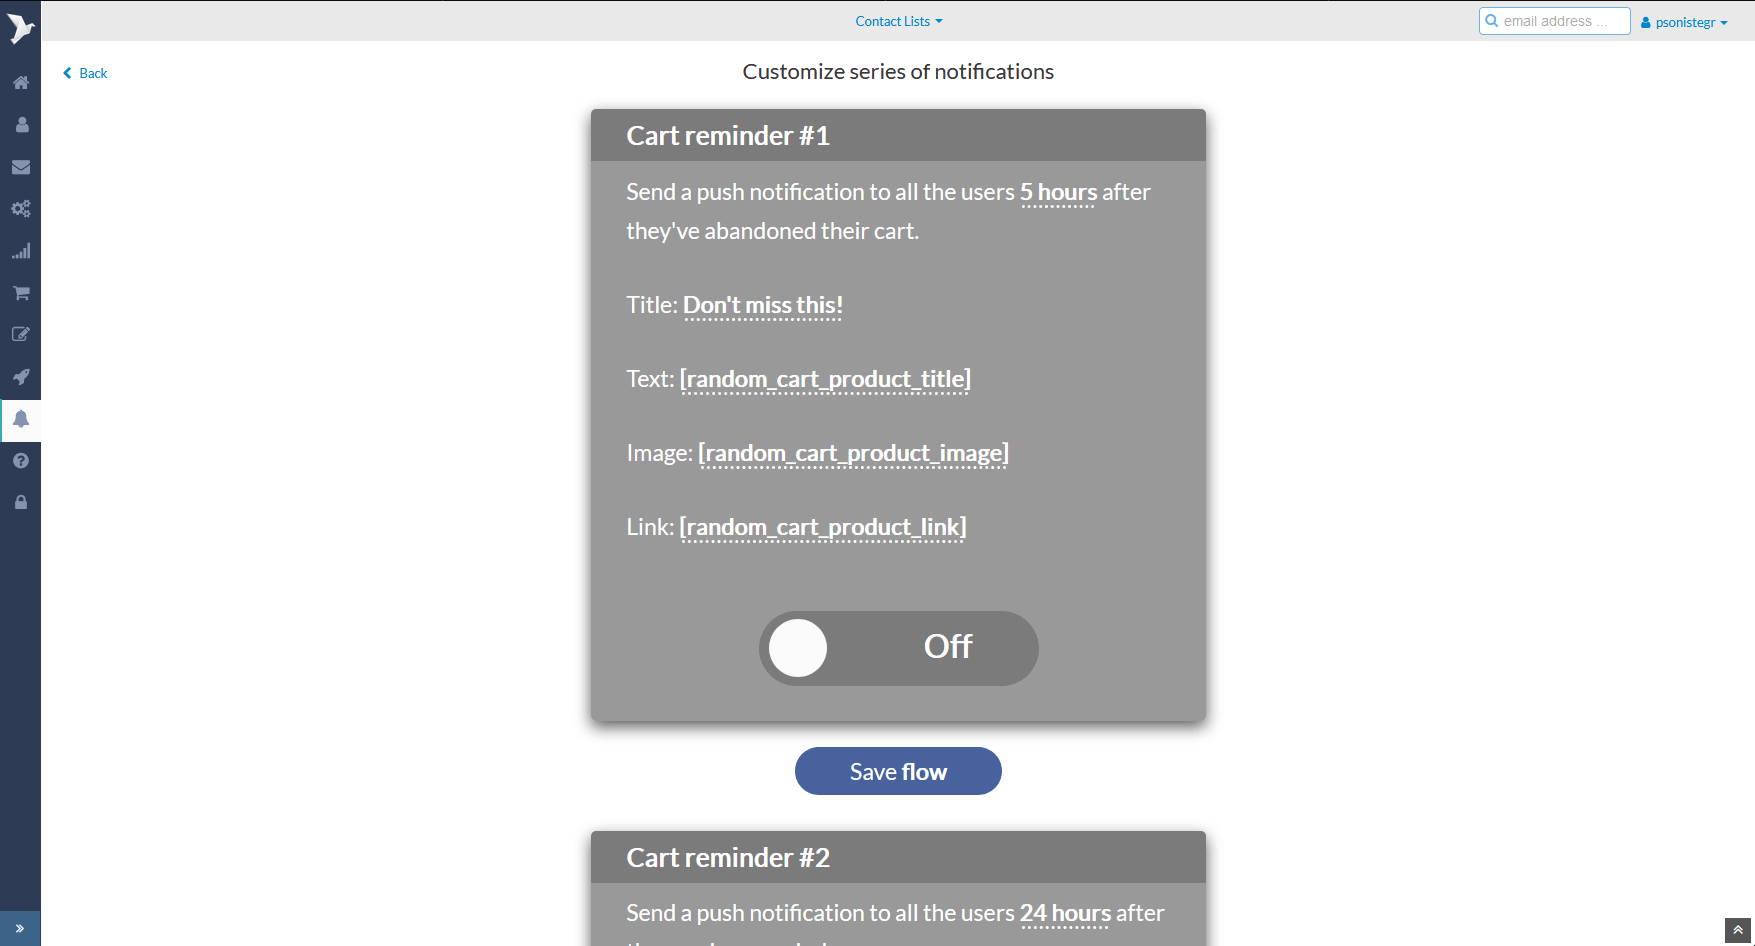 Contact Lists
email address ...
psonistegr
Back
Customize series of notifications
Cart reminder #1
Send a push notification to all the users 5 hours after
they've abandoned their cart.
Title: Don't miss this!
Text: [random_cart_product_title]
Image: [random_cart_product_image]
Link: [random_cart_product_link]
Off
Save flow
Cart reminder #2
Send a push notification to all the users 24 hours after